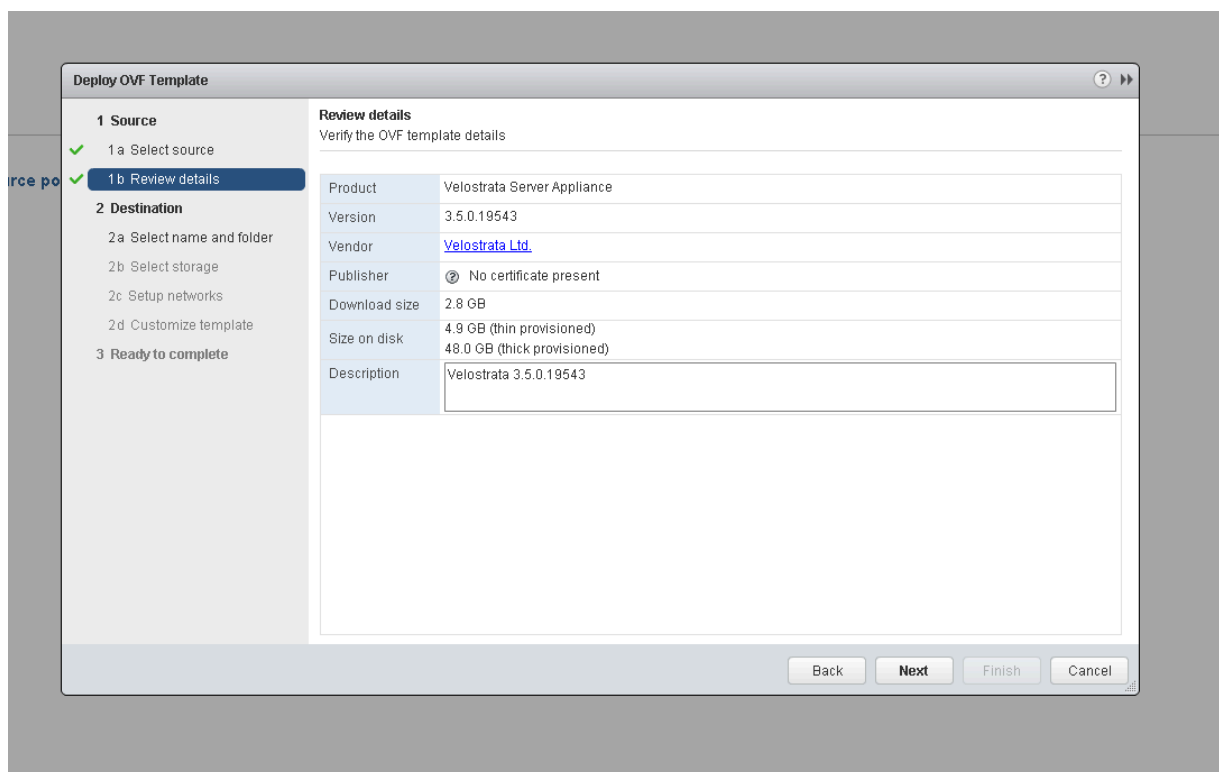 Deploy OVF Template
1 Source
1a Select source
1b Review details
2 Destination
2a Select name and folder
2b Select storage
2c Setup networks
2d Customize template
3 Ready to complete
Review details
Verify the OVF template details
Product Velostrata Server Appliance
Version 3.5.0.19543
Vendor Velostrata Ltd.
Publisher No certificate present
Download size 2.8 GB
Size on disk 4.9 GB (thin provisioned)
48.0 GB (thick provisioned)
Description Velostrata 3.5.0.19543
Back Next Finish Cancel